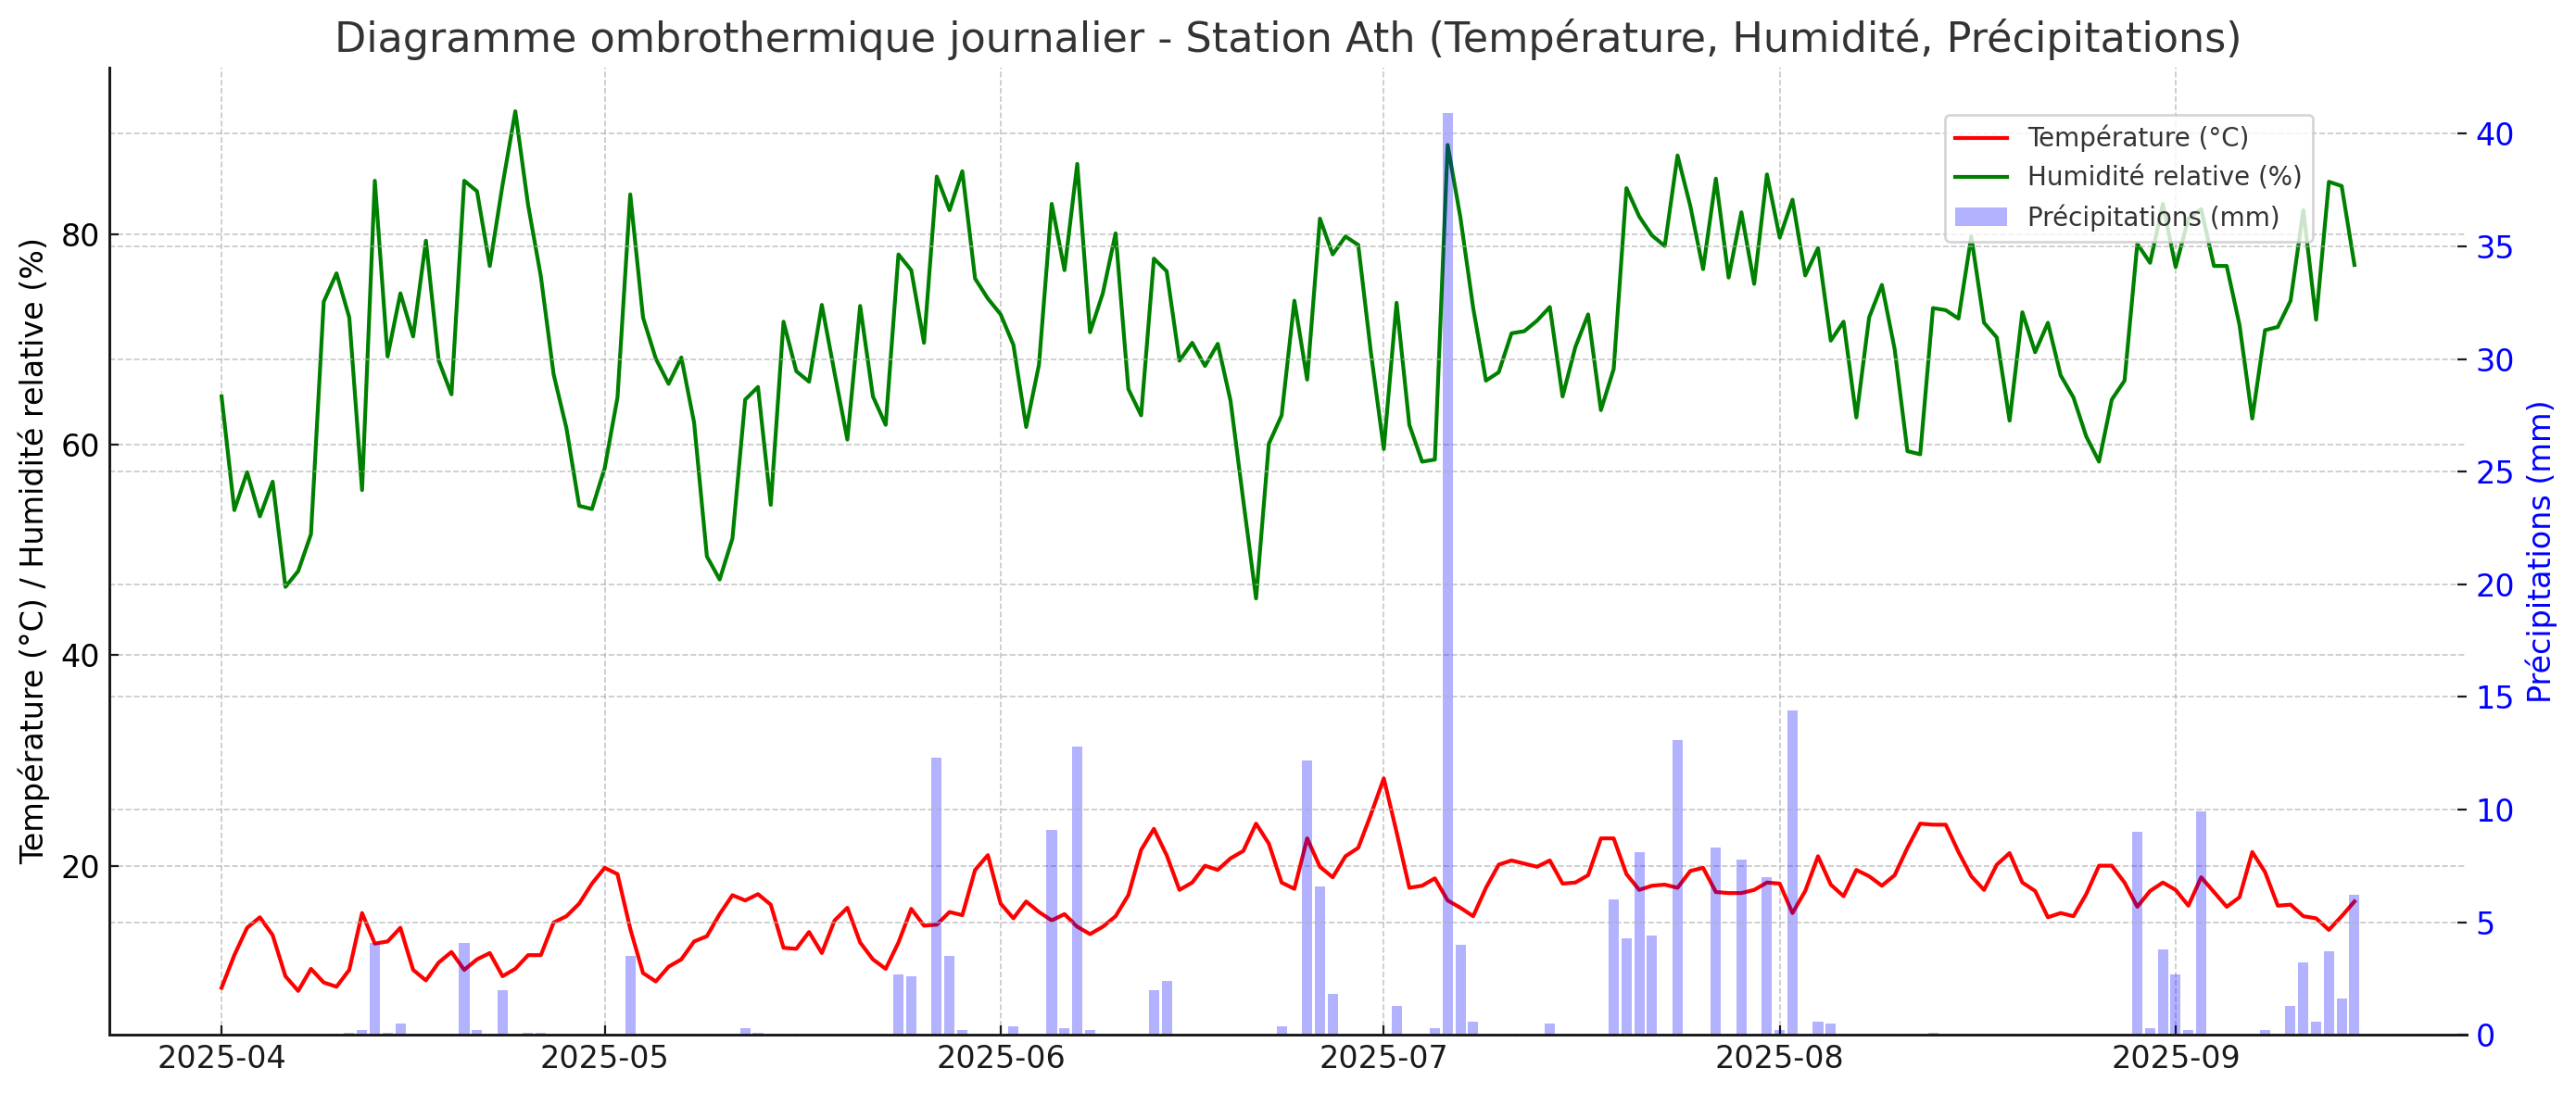 Diagramme ombrothermique journalier - Station Ath (Température, Humidité, Précipitations)
Température (°C) / Humidité relative (%)
80
60
40
20
Température (°C)
Humidité relative (%)
Précipitations (mm)
40
35
30
25
20
15
10
5
0
Précipitations (mm)
2025-04 2025-05 2025-06 2025-07 2025-08 2025-09